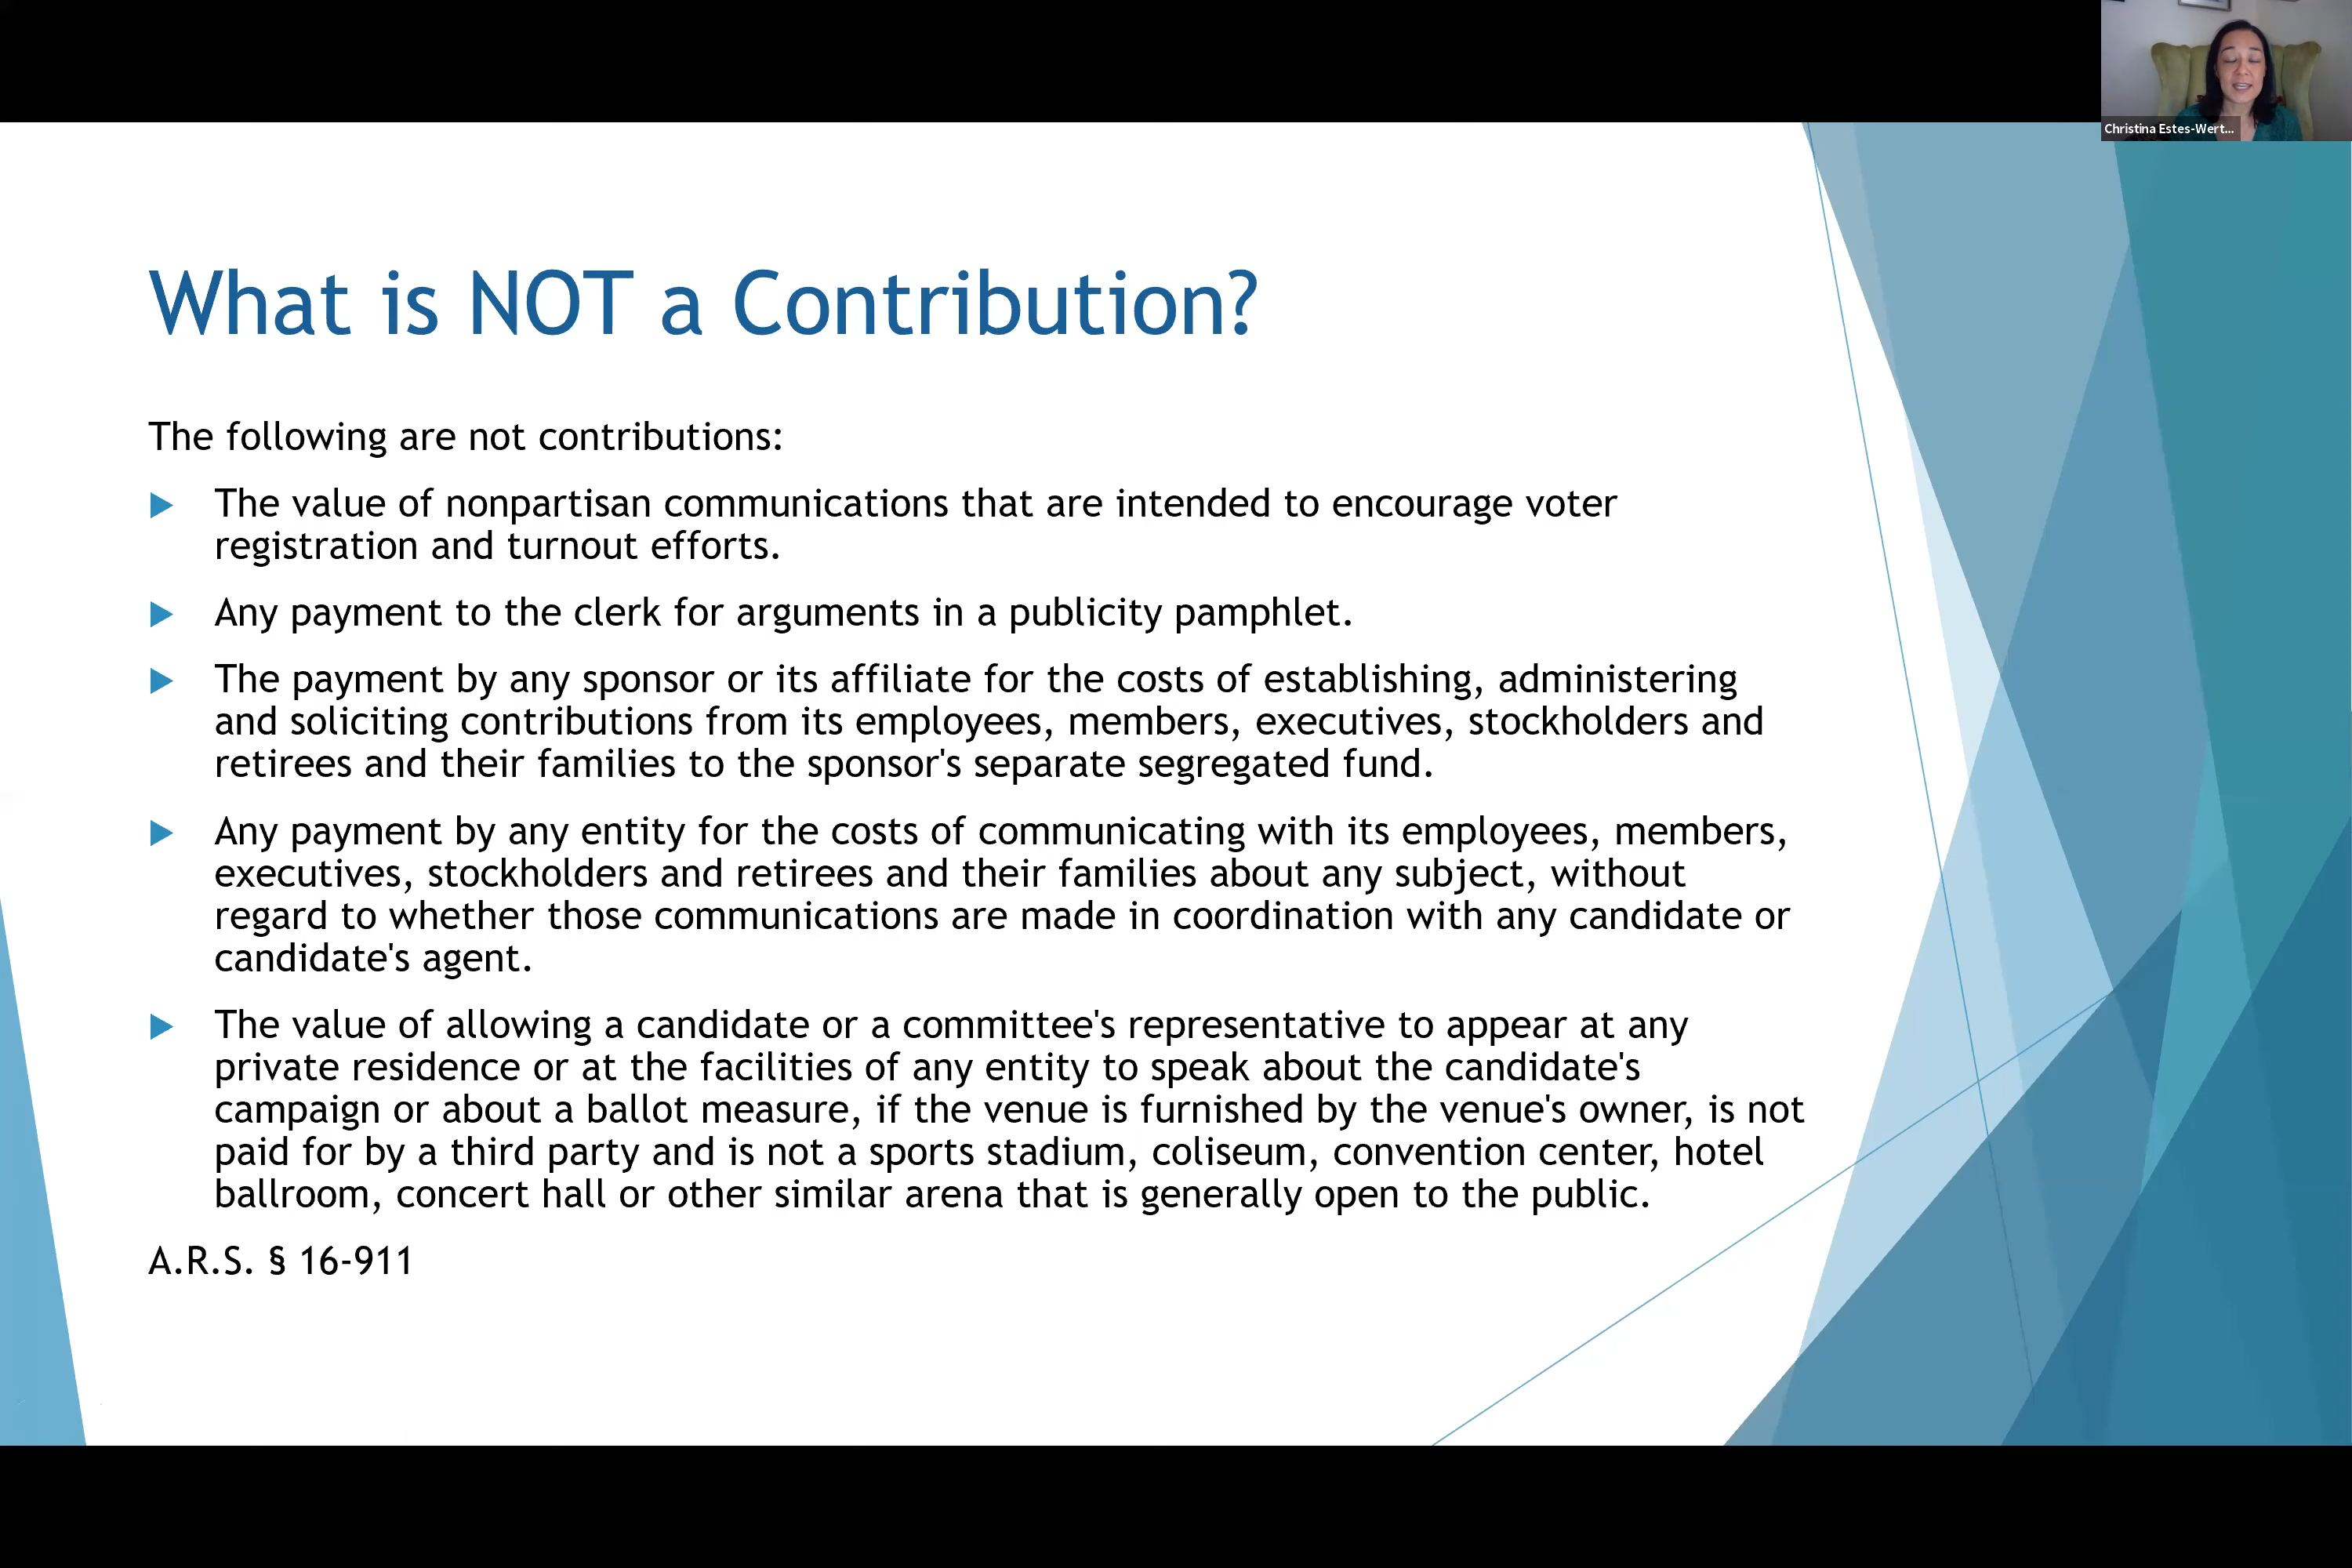 Christina Estes-Wert...
What is NOT a Contribution?
The following are not contributions:
The value of nonpartisan communications that are intended to encourage voter
registration and turnout efforts.
Any payment to the clerk for arguments in a publicity pamphlet.
The payment by any sponsor or its affiliate for the costs of establishing, administering
and soliciting contributions from its employees, members, executives, stockholders and
retirees and their families to the sponsor's separate segregated fund.
Any payment by any entity for the costs of communicating with its employees, members,
executives, stockholders and retirees and their families about any subject, without
regard to whether those communications are made in coordination with any candidate or
candidate's agent.
The value of allowing a candidate or a committee's representative to appear at any
private residence or at the facilities of any entity to speak about the candidate's
campaign or about a ballot measure, if the venue is furnished by the venue's owner, is not
paid for by a third party and is not a sports stadium, coliseum, convention center, hotel
ballroom, concert hall or other similar arena that is generally open to the public.
A.R.S. § 16-911